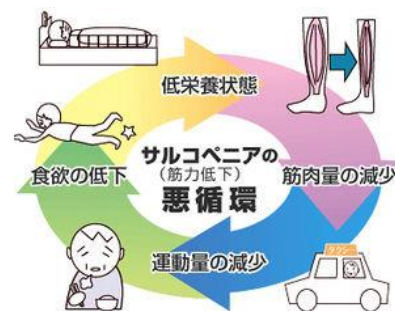 低栄養状態
サルコペニアの
(筋力低下)
悪循環
筋肉量の減少
運動量の減少
食欲の低下
タクシー